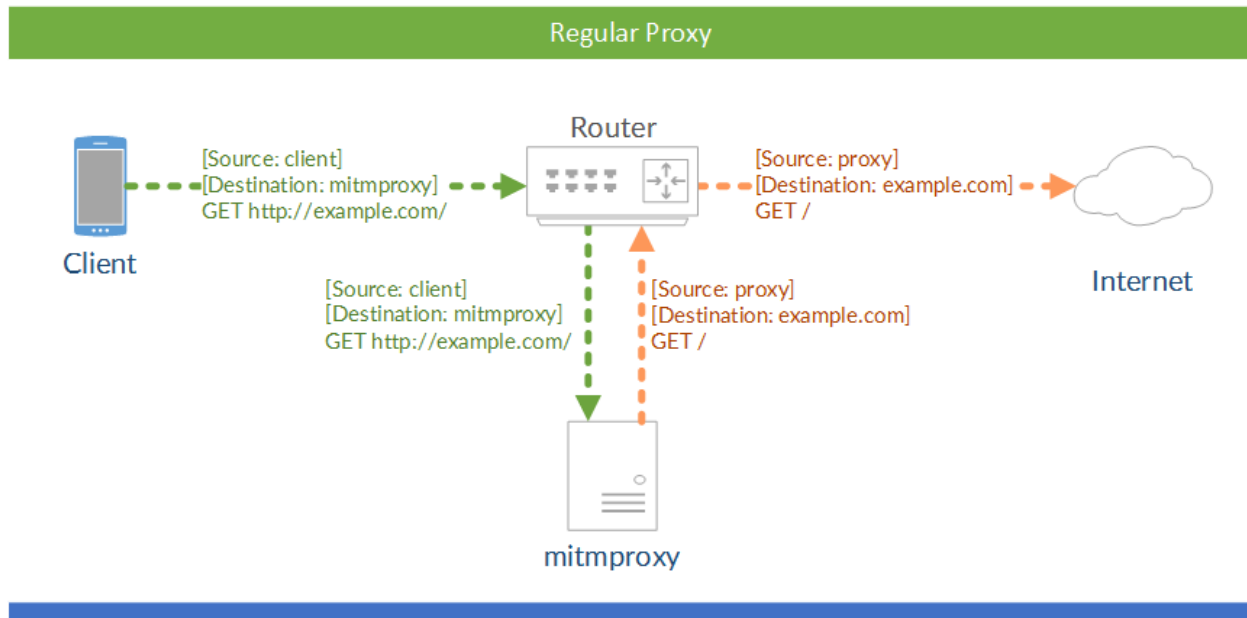 Regular Proxy
Router
[Source: client]
[Destination: mitmproxy]
GET http://example.com/
[Source: proxy]
[Destination: example.com]
GET /
Client
Internet
[Source: client]
[Destination: mitmproxy]
GET http://example.com/
[Source: proxy]
[Destination: example.com]
GET /
mitmproxy